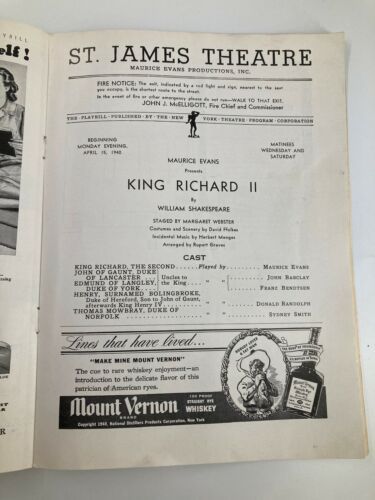 YBILL
elf!
ST. JAMES THEATRE
MAURICE EVANS PRODUCTIONS, INC.
FIRE NOTICE: The exit, indicated by a red light and sign, nearest to the seat
you occupy, is the shortest route to the street.
In the event of fire or other emergency please do not run—WALK TO THAT EXIT.
JOHN J. McELLIGOTT, Fire Chief and Commissioner
THE · PLAYBILL · PUBLISHED · BY · THE · NEW YORK · THEATRE · PROGRAM · CORPORATION
BEGINNING
MONDAY EVENING,
APRIL 15, 1940
MATINEES
WEDNESDAY AND
SATURDAY
MAURICE EVANS
Presents
KING RICHARD II
By
WILLIAM SHAKESPEARE
STAGED BY MARGARET WEBSTER
Costumes and Scenery by David Ffolkes
Incidental Music by Herbert Menges
Arranged by Rupert Graves
CAST
KING RICHARD, THE SECOND Played by MAURICE EVANS
JOHN OF GAUNT, DUKE
OF LANCASTER Uncles to " " JOHN BARCLAY
EDMUND OF LANGLEY, the King " "
DUKE OF YORK FRANZ BENDTSEN
HENRY, SURNAMED BOLINGBROKE,
Duke of Hereford, Son to John of Gaunt,
afterwards King Henry IV " " DONALD RANDOLPH
THOMAS MOWBRAY, DUKE OF
NORFOLK " " SYDNEY SMITH
Lines that have lived...
"MAKE MINE MOUNT VERNON"
The cue to rare whiskey enjoyment—an
introduction to the delicate flavor of this
patrician of American ryes.
Mount Vernon
BRAND
100 PROOF
STRAIGHT RYE
WHISKEY
Copyright 1940, National Distillers Products Corporation, New York